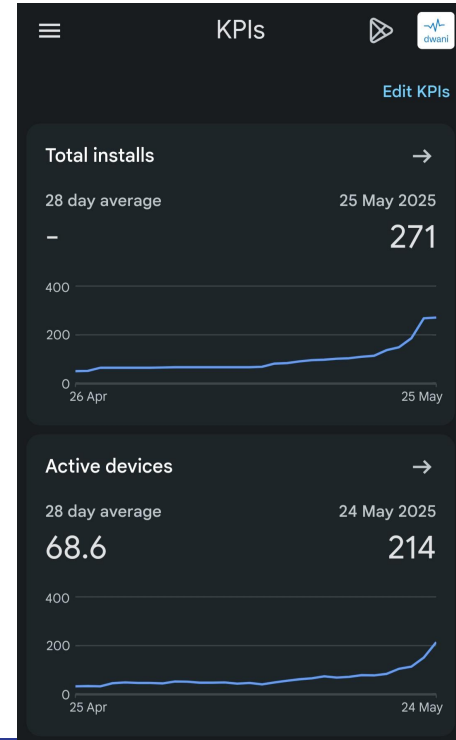 KPIs
dwani
Edit KPIs
Total installs
28 day average 25 May 2025
- 271
400
200
0
26 Apr 25 May
Active devices
28 day average 24 May 2025
68.6 214
400
200
0
25 Apr 24 May